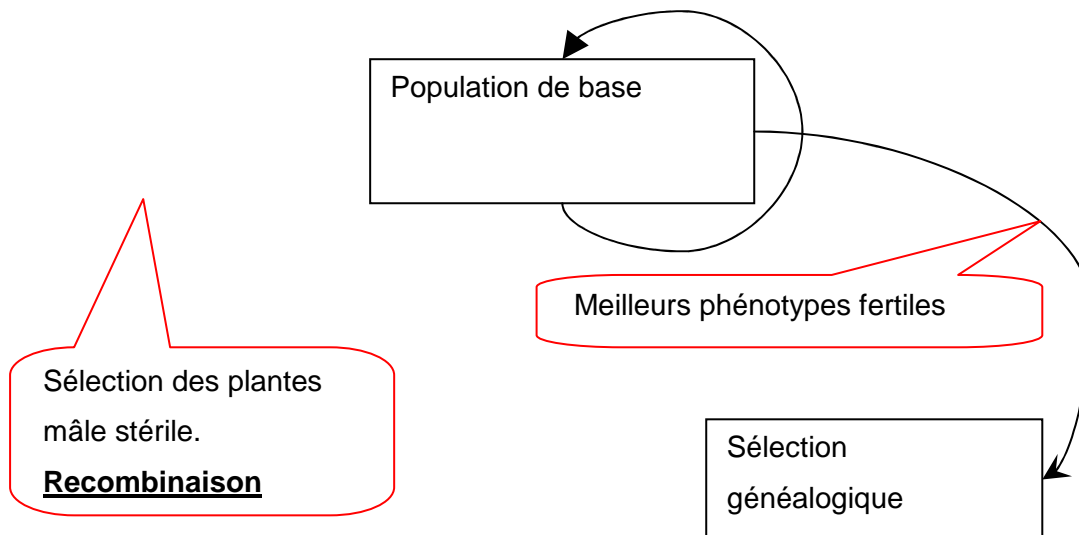 Population de base
Meilleurs phénotypes fertiles
Sélection des plantes
mâle stérile.
Recombinaison
Sélection
généalogique